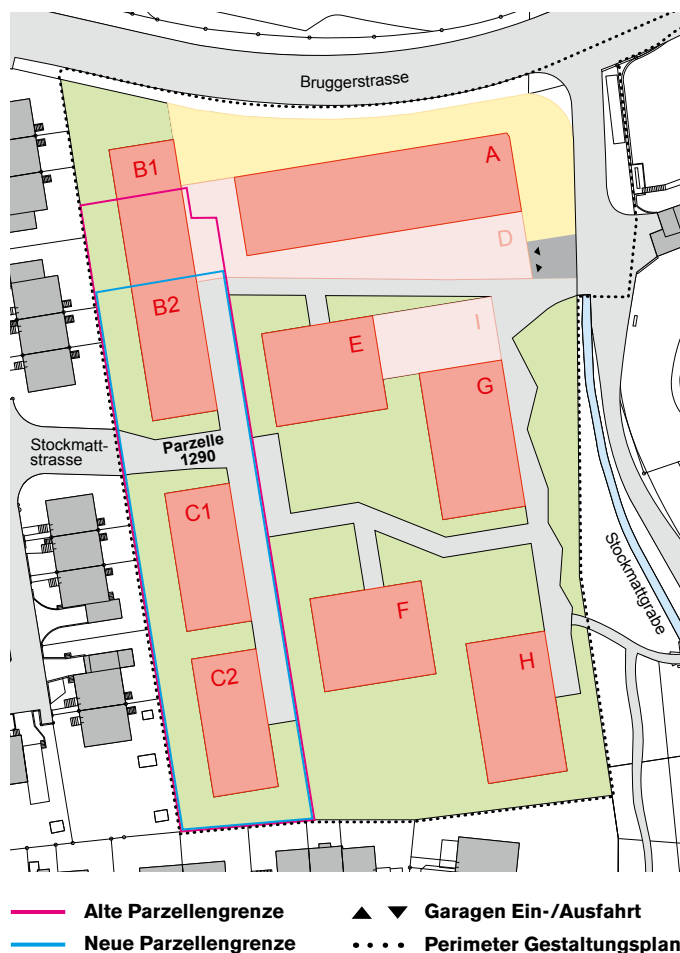 Bruggerstrasse
A
B1
D
B2
I
E
G
Stockmatt-
strasse
Parzelle
1290
C1
Stockmattgrabe
F
H
C2
Alte Parzellengrenze
Garagen Ein-/Ausfahrt
Neue Parzellengrenze
Perimeter Gestaltungsplan